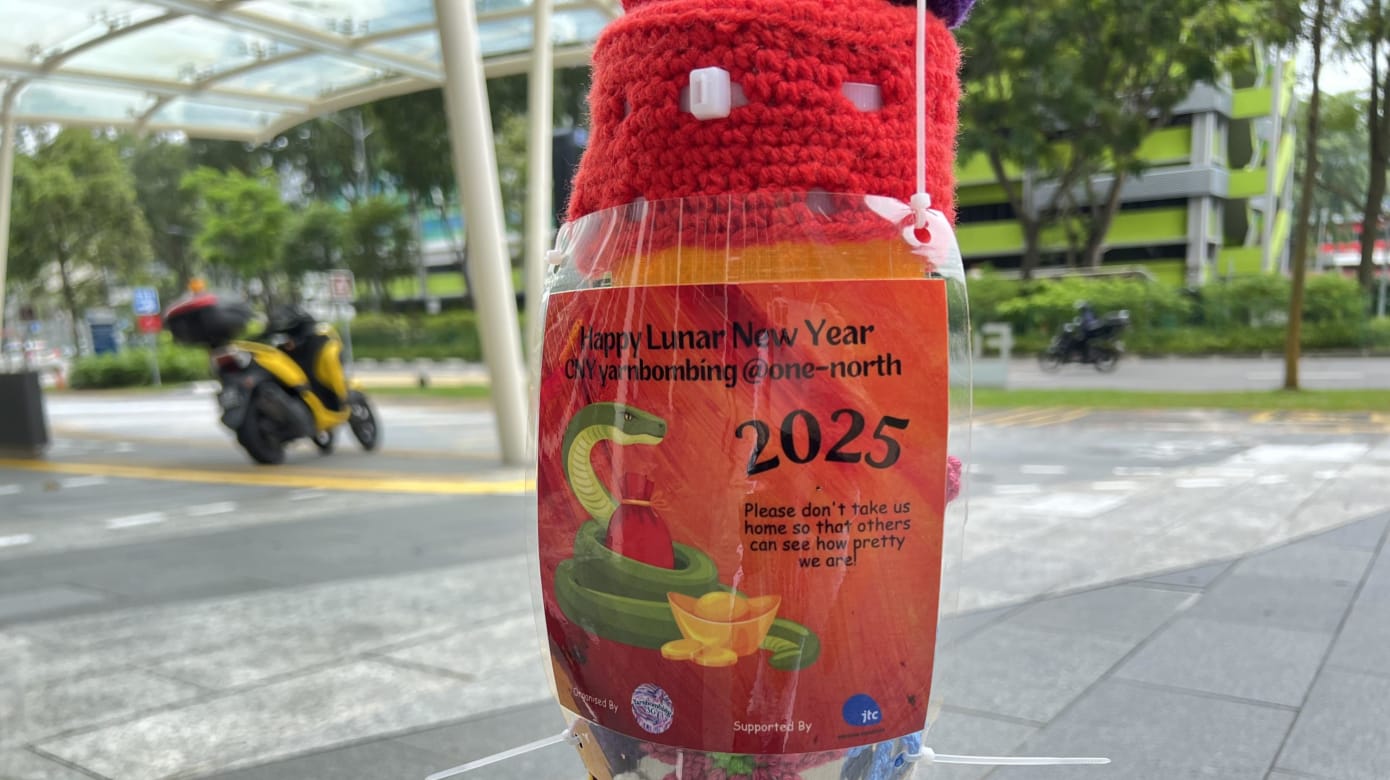 Happy Lunar New Year
CNY yarnbombing @one-north
2025
Please don't take us
home so that others
can see how pretty
we are!
Organised By
Supported By
jtc